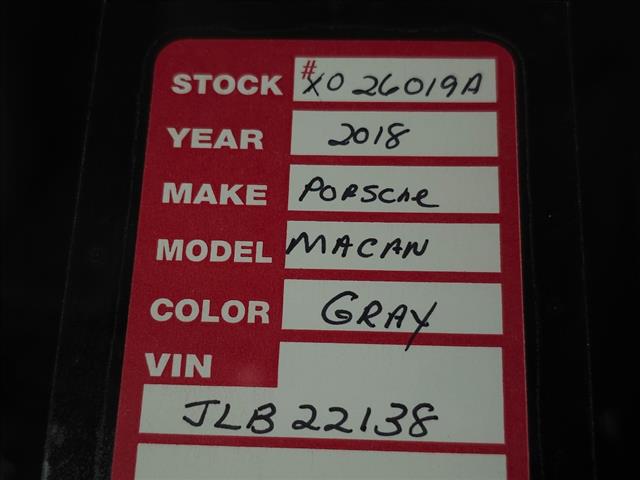 STOCK #XO26019A
YEAR 2018
MAKE PORSche
MODEL MACAN
COLOR GRAY
VIN
JLB22138